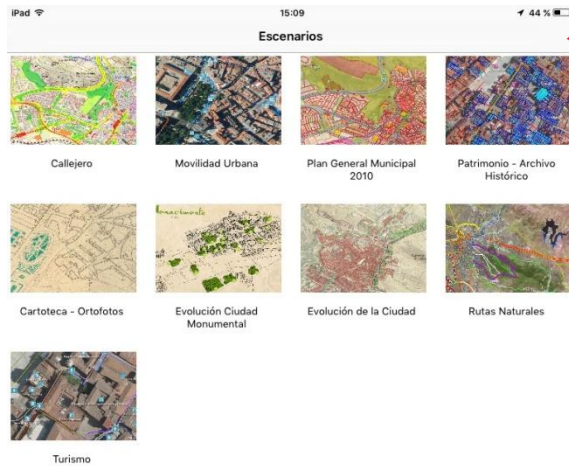 iPad 15:09 44 %
Escenarios
Callejero Movilidad Urbana Plan General Municipal 2010 Patrimonio - Archivo Histórico
Cartoteca - Ortofotos Evolución Ciudad Monumental Evolución de la Ciudad Rutas Naturales
Turismo